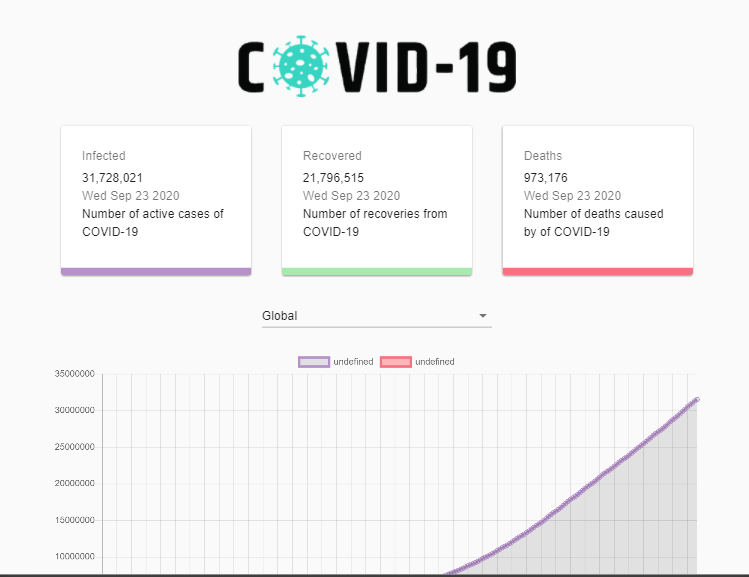 COVID-19
Infected
31,728,021
Wed Sep 23 2020
Number of active cases of
COVID-19
Recovered
21,796,515
Wed Sep 23 2020
Number of recoveries from
COVID-19
Deaths
973,176
Wed Sep 23 2020
Number of deaths caused
by of COVID-19
Global
undefined
undefined
35000000
30000000
25000000
20000000
15000000
10000000